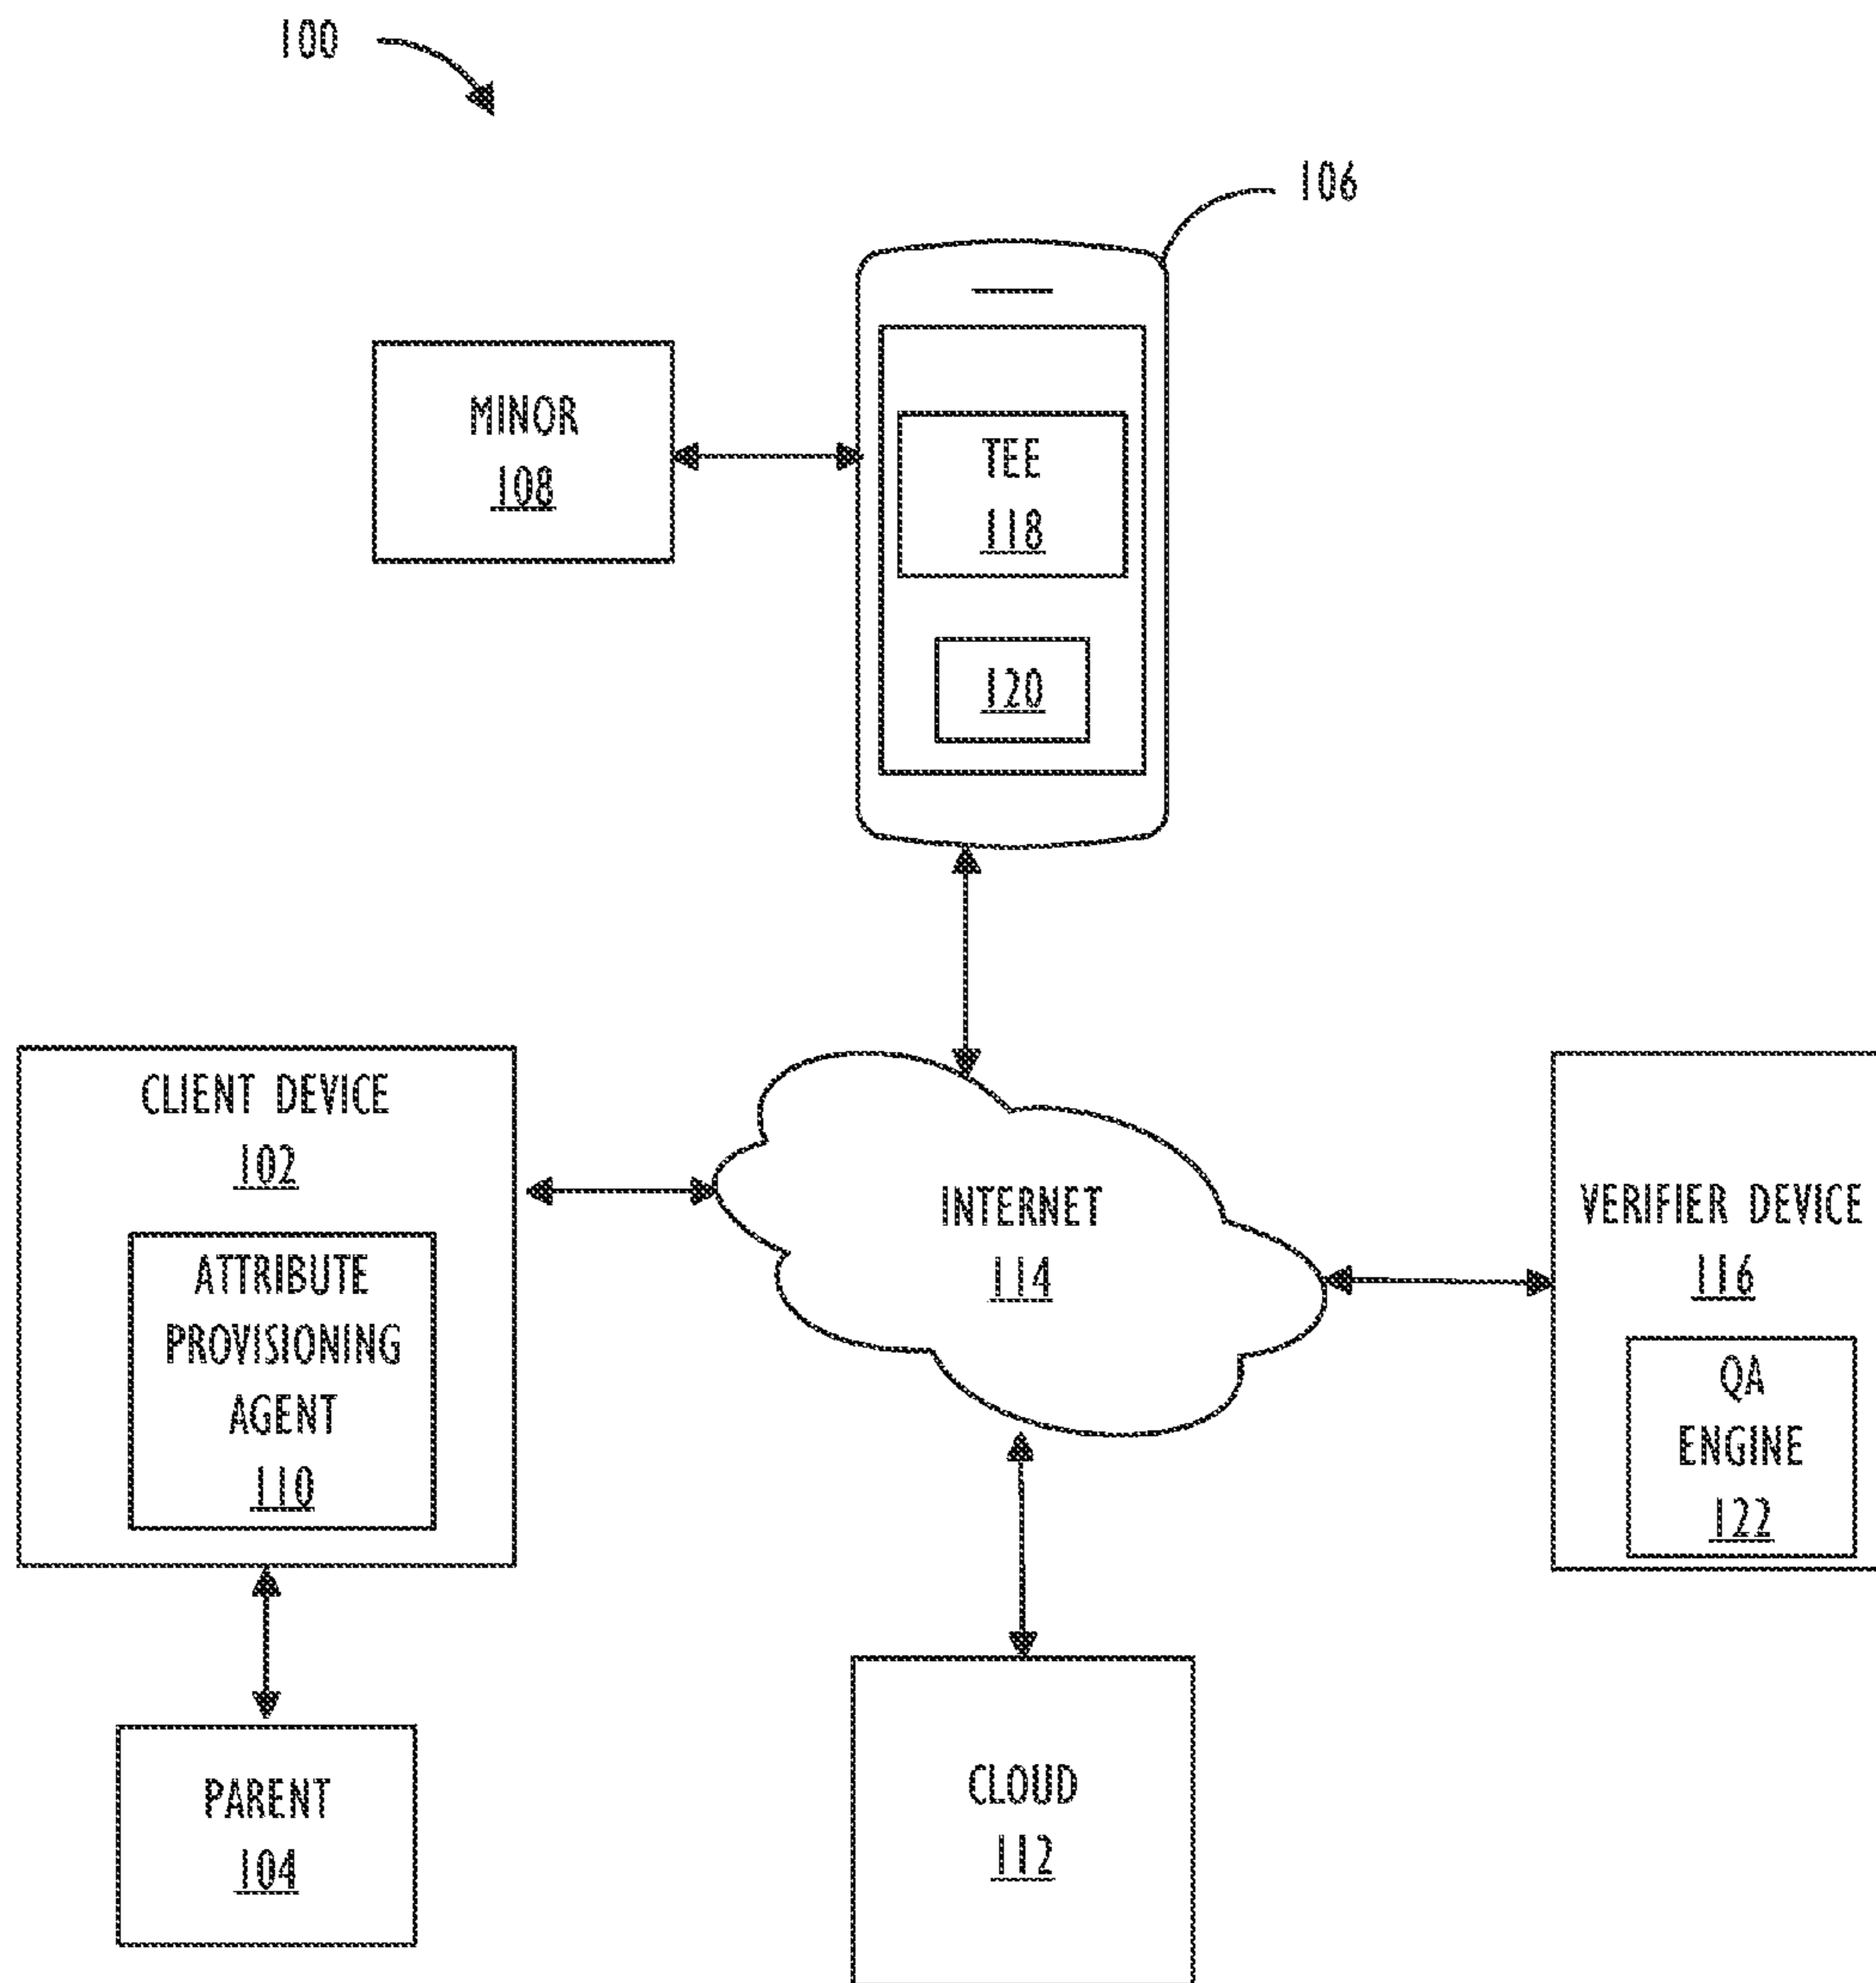 100
106
MINOR
108
TEE
118
120
CLIENT DEVICE
102
ATTRIBUTE
PROVISIONING
AGENT
110
INTERNET
114
VERIFIER DEVICE
116
QA
ENGINE
122
PARENT
104
CLOUD
112